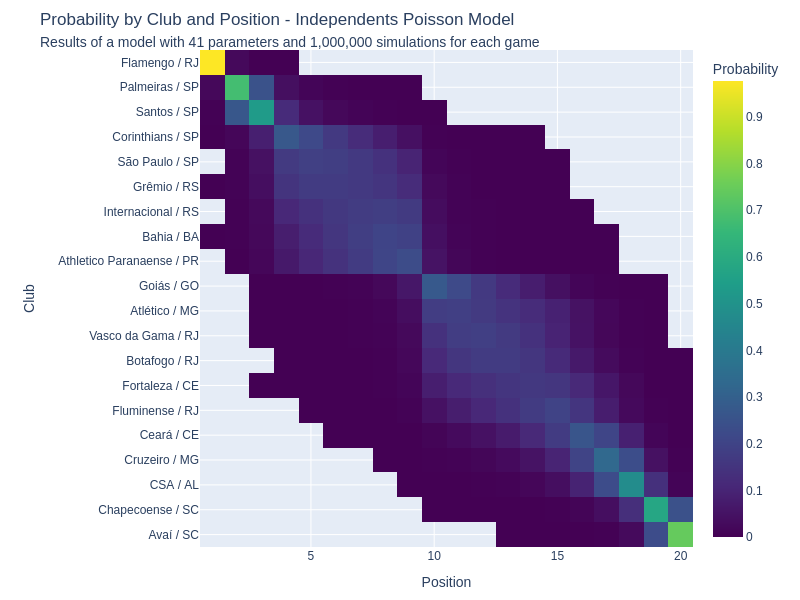 Probability by Club and Position - Independents Poisson Model
Results of a model with 41 parameters and 1,000,000 simulations for each game
Probability
Flamengo / RJ
Palmeiras / SP
Santos / SP
Corinthians / SP
São Paulo / SP
Grêmio / RS
Internacional / RS
Bahia / BA
Athletico Paranaense / PR
Goiás / GO
Atlético / MG
Vasco da Gama / RJ
Botafogo / RJ
Fortaleza / CE
Fluminense / RJ
Ceará / CE
Cruzeiro / MG
CSA / AL
Chapecoense / SC
Avaí / SC
Club
5
10
15
20
Position
0.9
0.8
0.7
0.6
0.5
0.4
0.3
0.2
0.1
0